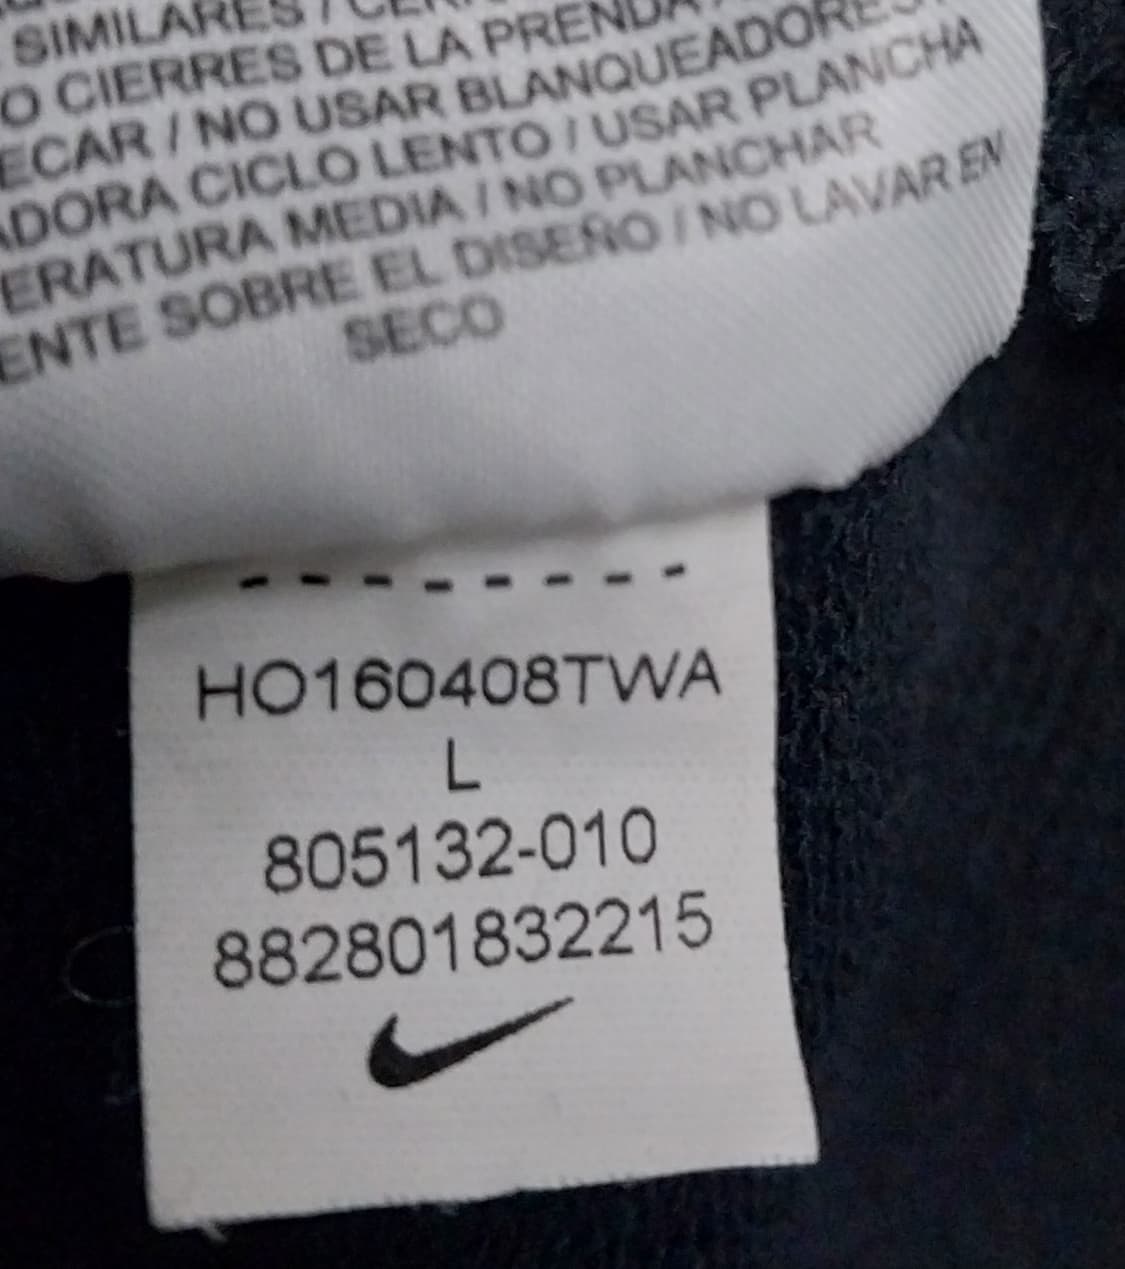 SIMILARES /
O CIERRES DE LA PRENDA
ECAR / NO USAR BLANQUEADORES
ADORA CICLO LENTO / USAR PLANCHA
ERATURA MEDIA / NO PLANCHAR
ENTE SOBRE EL DISEÑO / NO LAVAR EN
SECO
--------
HO160408TWA
L
805132-010
882801832215